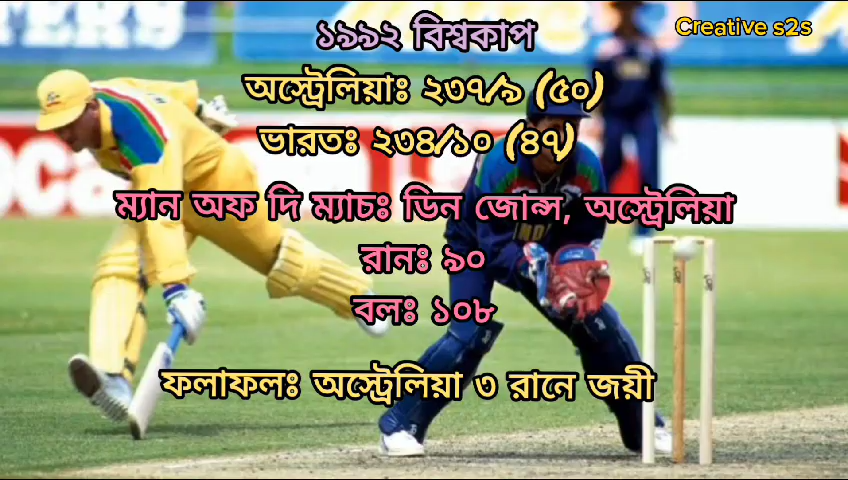 Creative s2s
১৯৯২ বিশ্বকাপ
অস্ট্রেলিয়াঃ ২৩৭/৯ (৫০)
ভারতঃ ২৩৪/১০ (৪৭)
ম্যান অফ দি ম্যাচঃ ডিন জোন্স, অস্ট্রেলিয়া
রানঃ ৯০
বলঃ ১০৮
ফলাফলঃ অস্ট্রেলিয়া ৩ রানে জয়ী